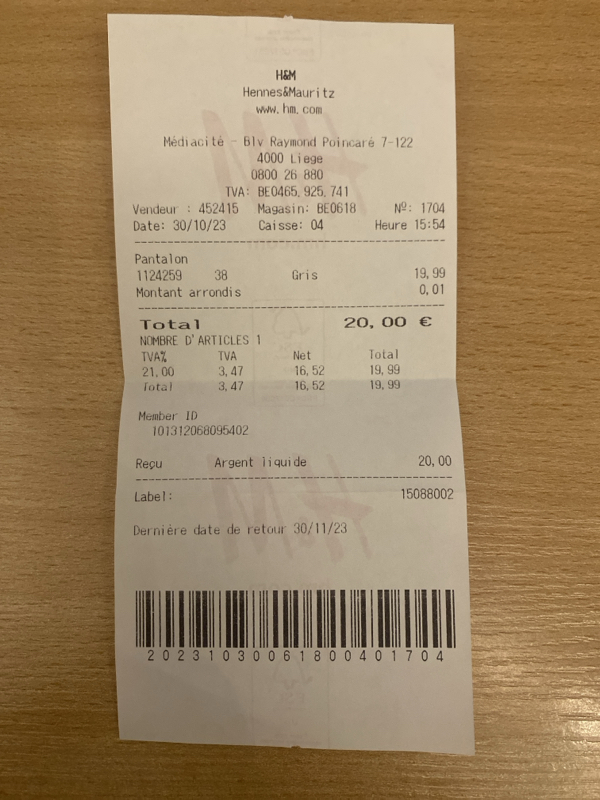 H&M
Hennes&Mauritz
www.hm.com
Médiacité - Blv Raymond Poincaré 7-122
4000 Liege
0800 26 880
TVA: BE0465.925.741
Vendeur : 452415 Magasin: BE0618 Nº: 1704
Date: 30/10/23 Caisse: 04 Heure 15:54
Pantalon
1124259 38 Gris 19,99
Montant arrondis 0,01
Total 20,00 €
NOMBRE D'ARTICLES 1
TVA% TVA Net Total
21,00 3,47 16,52 19,99
Total 3,47 16,52 19,99
Member ID
101312068095402
Reçu Argent liquide 20,00
Label: 15088002
Dernière date de retour 30/11/23
20231030061800401704